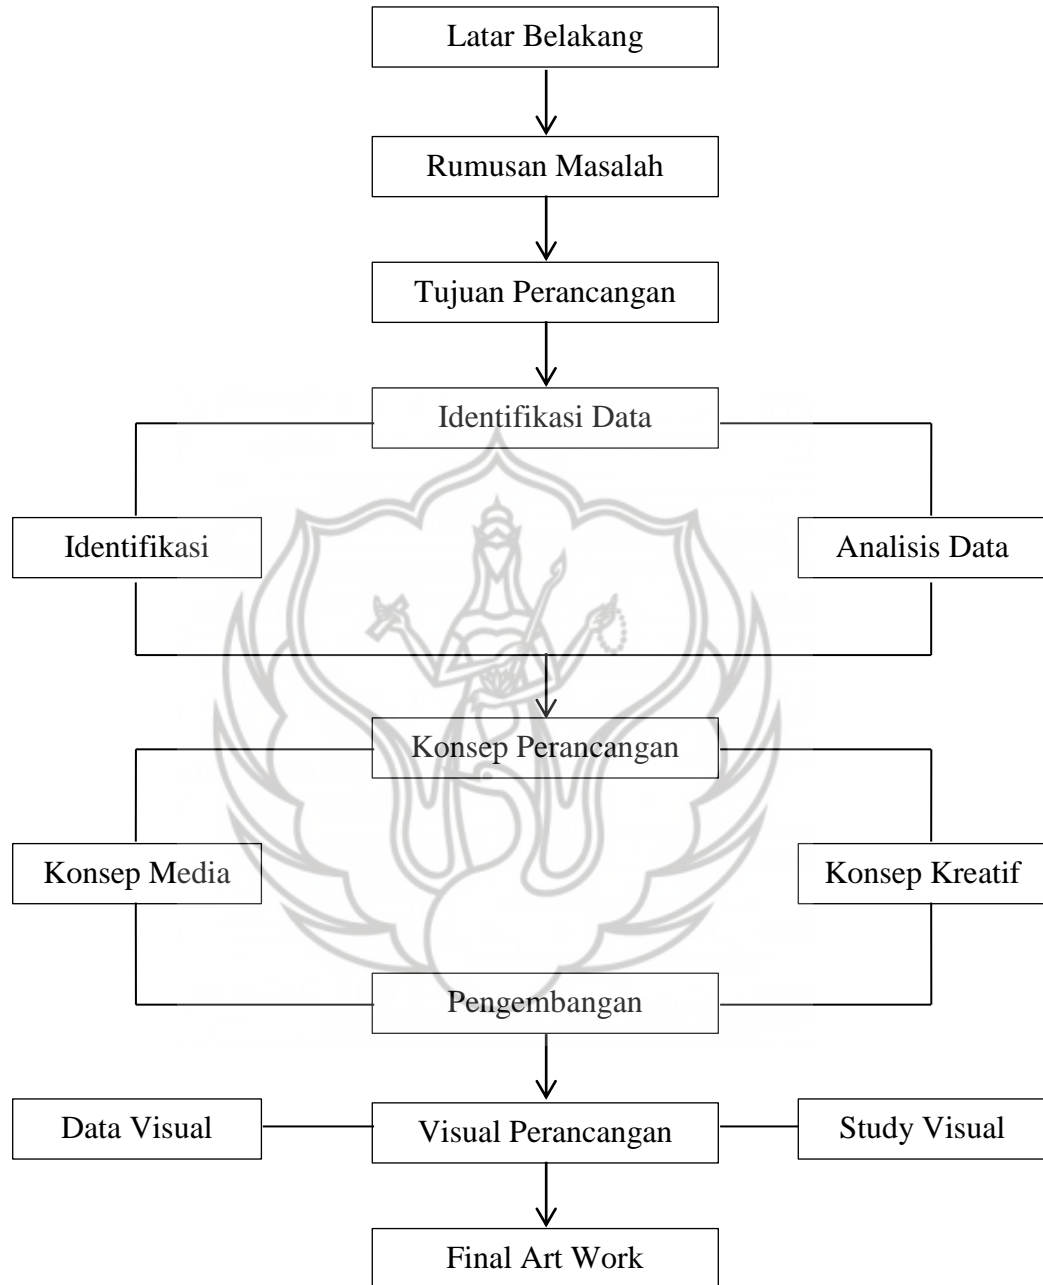 Latar Belakang
Rumusan Masalah
Tujuan Perancangan
Identifikasi Data
Identifikasi
Analisis Data
Konsep Perancangan
Konsep Media
Konsep Kreatif
Pengembangan
Data Visual
Visual Perancangan
Study Visual
Final Art Work